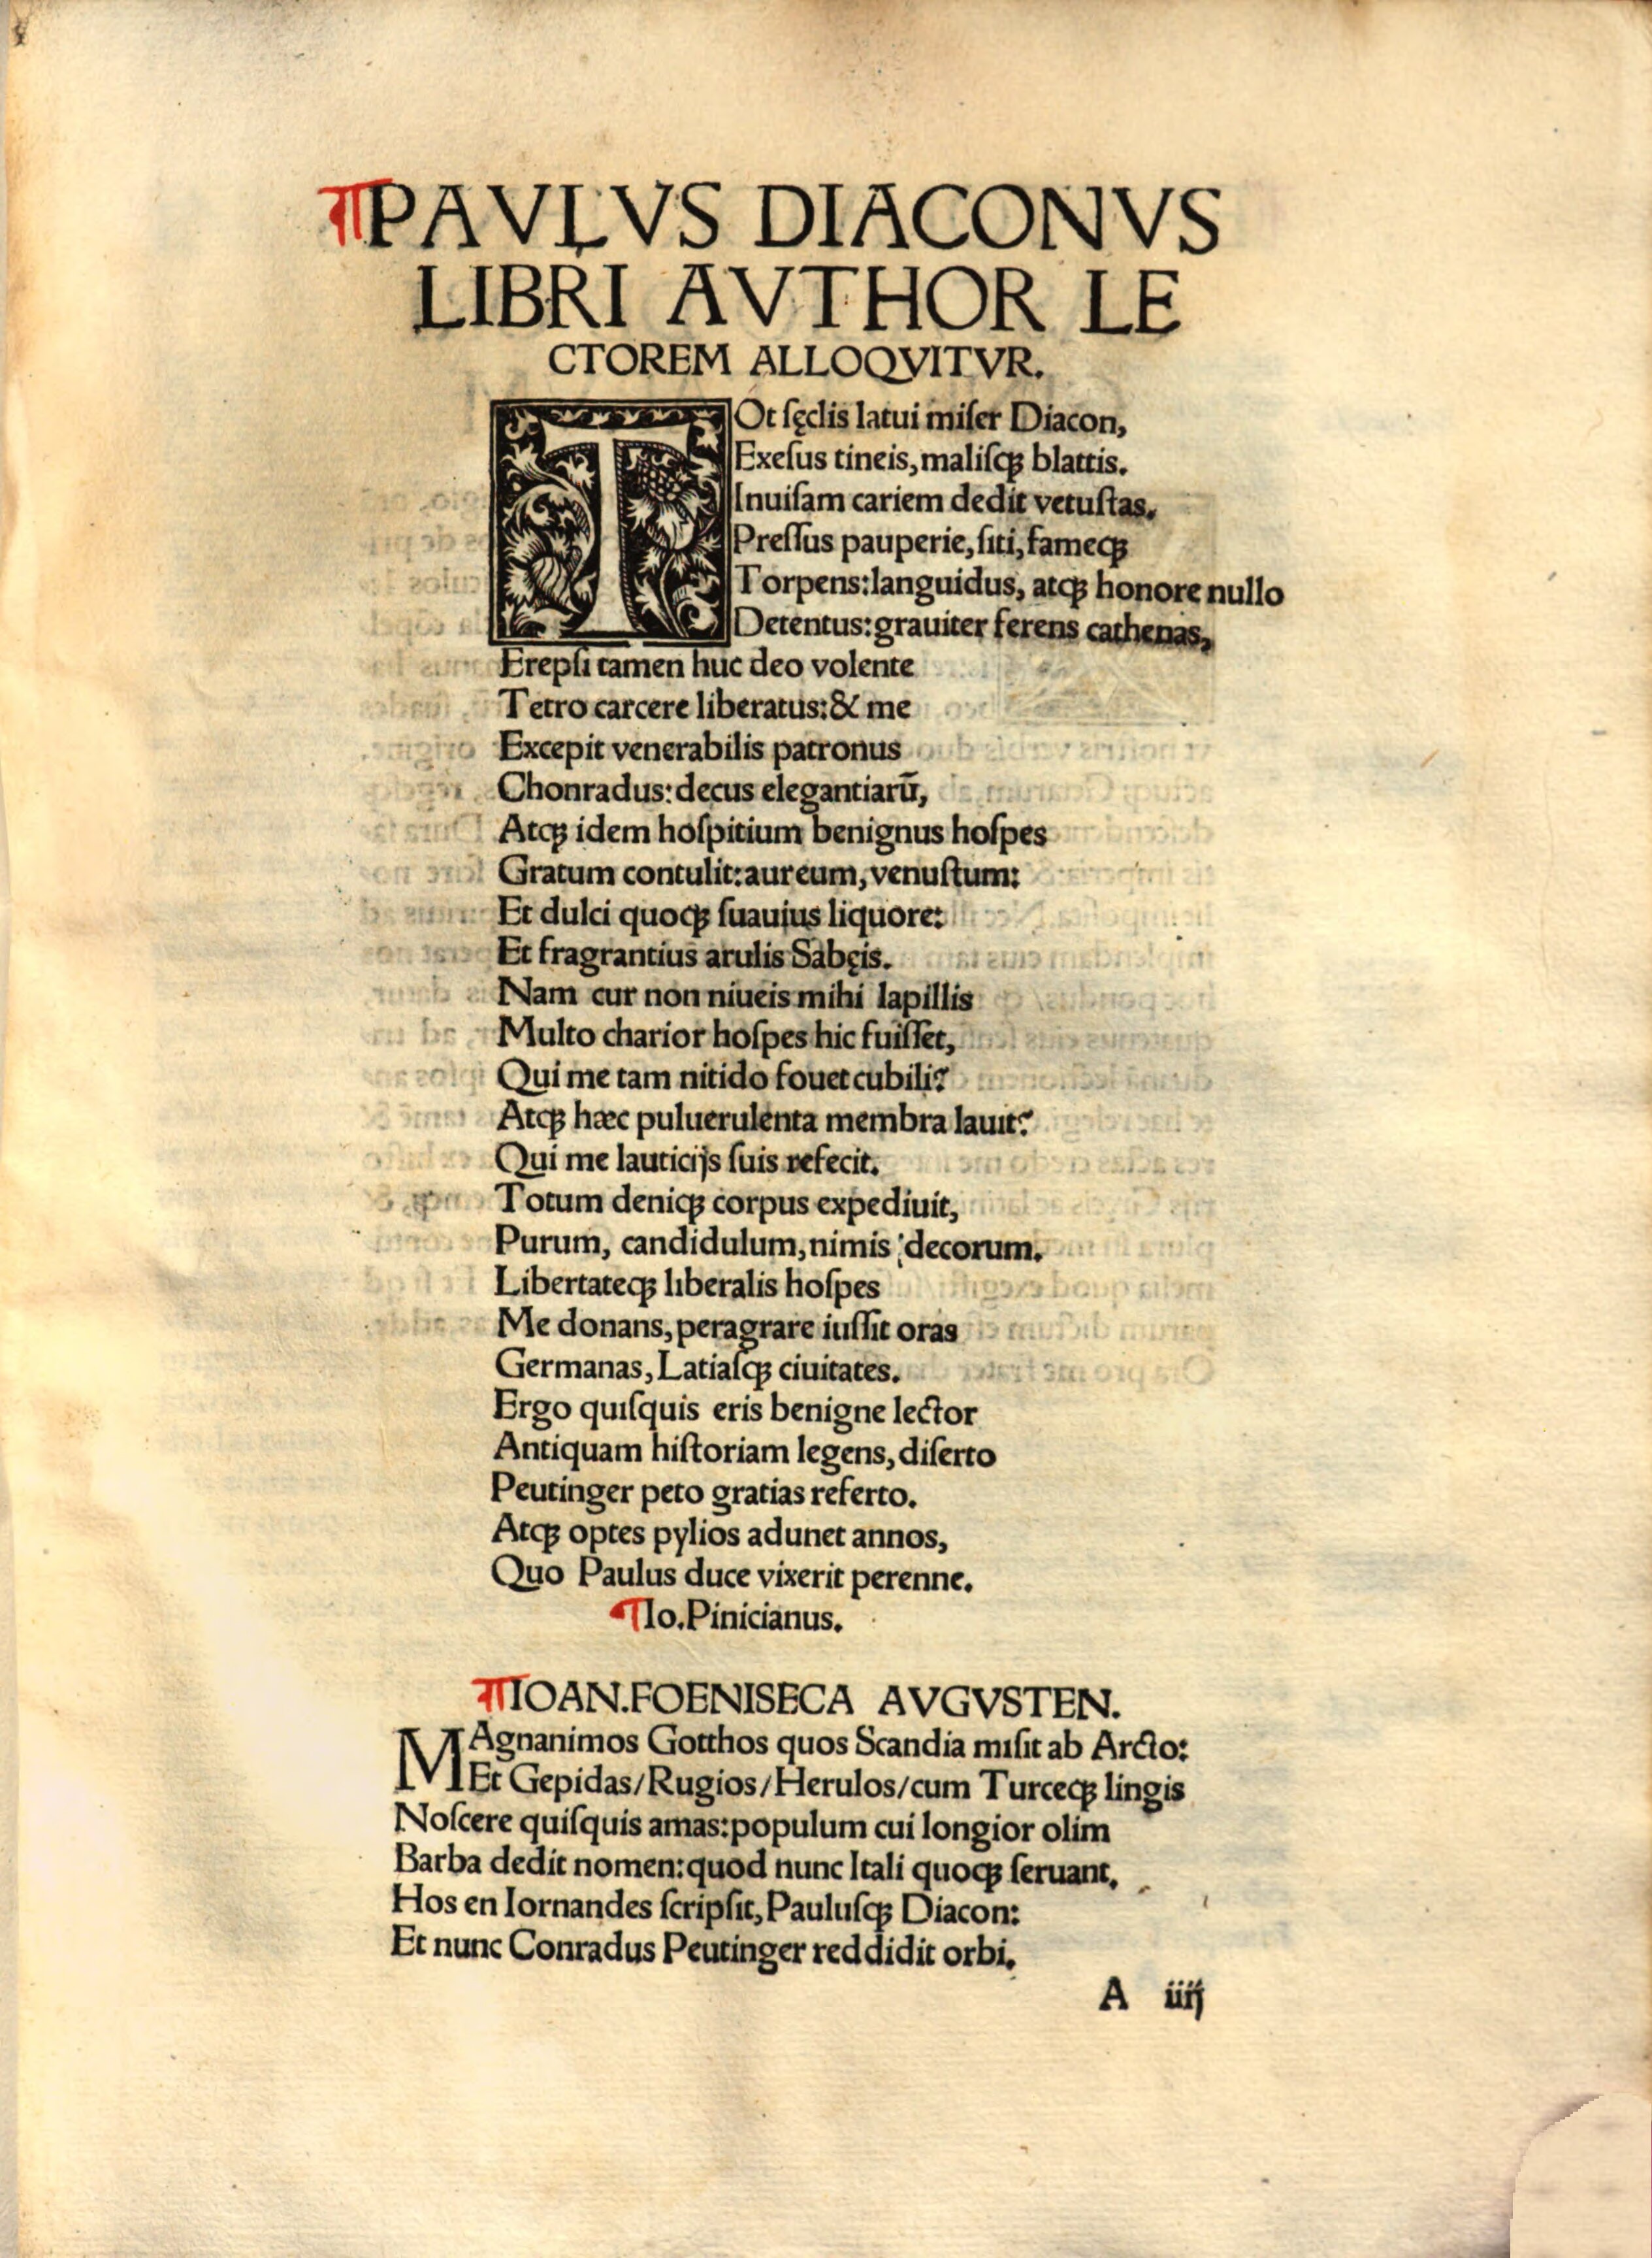 ¶PAVLVS DIACONVS
LIBRI AVTHOR LE
CTOREM ALLOQVITVR.
TOt ſęclis latui miſer Diacon,
Exeſus tineis, maliſqꝫ blattis.
Inuiſam cariem dedit vetuſtas.
Preſſus pauperie, ſiti, fameqꝫ
Torpens: languidus, atqꝫ honore nullo
Detentus: grauiter ferens cathenas,
Erepſi tamen huc deo volente
Tetro carcere liberatus: & me
Excepit venerabilis patronus
Chonradus: decus elegantiarū,
Atqꝫ idem hoſpitium benignus hoſpes
Gratum contulit: aureum, venuſtum:
Et dulci quoqꝫ ſuauius liquore:
Et fragrantius arulis Sabęis.
Nam cur non niueis mihi lapillis
Multo charior hoſpes hic fuiſſet,
Qui me tam nitido fouet cubili?
Atqꝫ hæc puluerulenta membra lauit?
Qui me lauticijs ſuis refecit.
Totum deniqꝫ corpus expediuit,
Purum, candidulum, nimis decorum.
Libertateqꝫ liberalis hoſpes
Me donans, peragrare iuſſit oras
Germanas, Latiaſqꝫ ciuitates.
Ergo quiſquis eris benigne lector
Antiquam hiſtoriam legens, diſerto
Peutinger peto gratias referto.
Atqꝫ optes pylios adunet annos,
Quo Paulus duce vixerit perenne.
¶Io. Pinicianus.
¶IOAN. FOENISECA AVGVSTEN.
MAgnanimos Gotthos quos Scandia miſit ab Arcto:
Et Gepidas/Rugios/Herulos/cum Turceqꝫ lingis
Noſcere quiſquis amas: populum cui longior olim
Barba dedit nomen: quod nunc Itali quoqꝫ ſeruant.
Hos en Iornandes ſcripſit, Pauluſqꝫ Diacon:
Et nunc Conradus Peutinger reddidit orbi.
A iiij